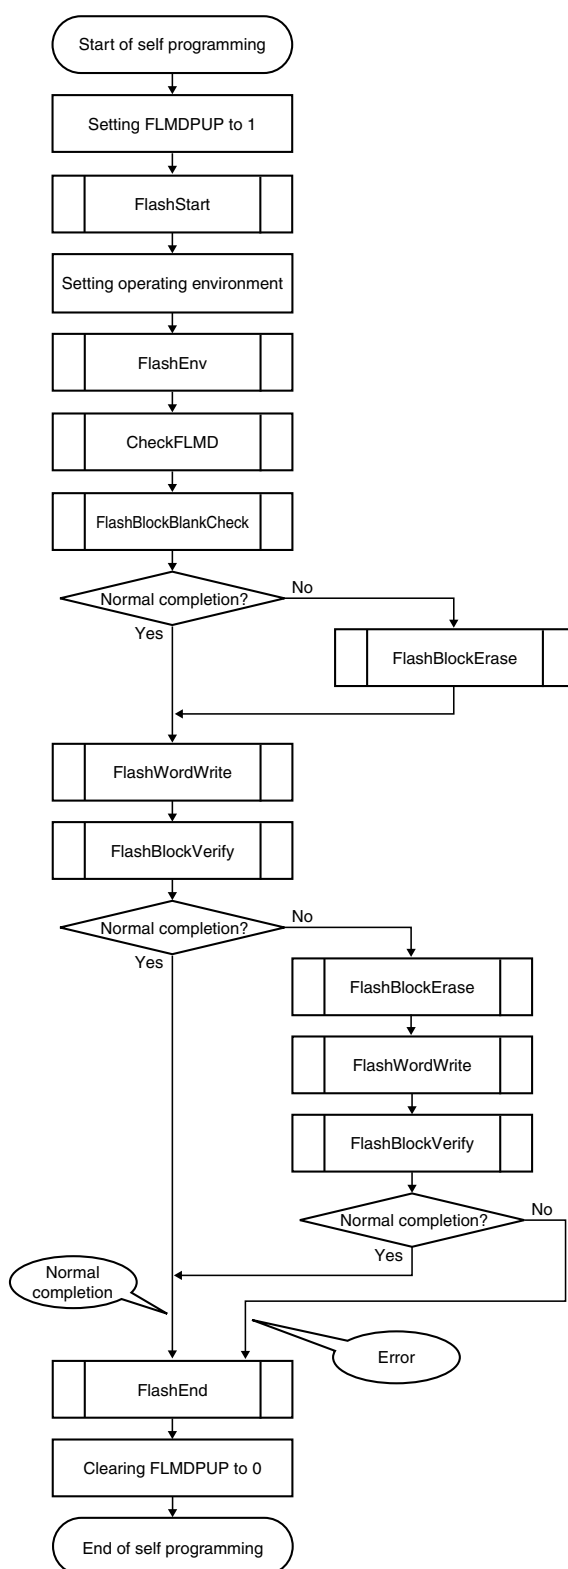 Start of self programming
Setting FLMDPUP to 1
FlashStart
Setting operating environment
FlashEnv
CheckFLMD
FlashBlockBlankCheck
Normal completion?
No
Yes
FlashBlockErase
FlashWordWrite
FlashBlockVerify
Normal completion?
No
Yes
FlashBlockErase
FlashWordWrite
FlashBlockVerify
Normal completion?
No
Yes
Normal
completion
Error
FlashEnd
Clearing FLMDPUP to 0
End of self programming